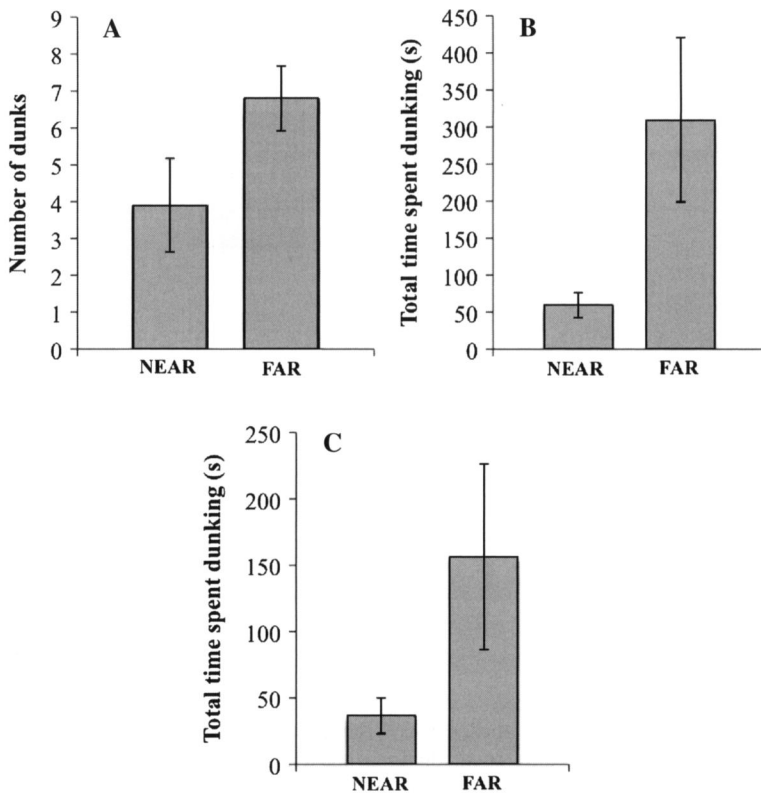 A
Number of dunks
9
8
7
6
5
4
3
2
1
0
NEAR FAR
B
Total time spent dunking (s)
450
400
350
300
250
200
150
100
50
0
NEAR FAR
C
Total time spent dunking (s)
250
200
150
100
50
0
NEAR FAR